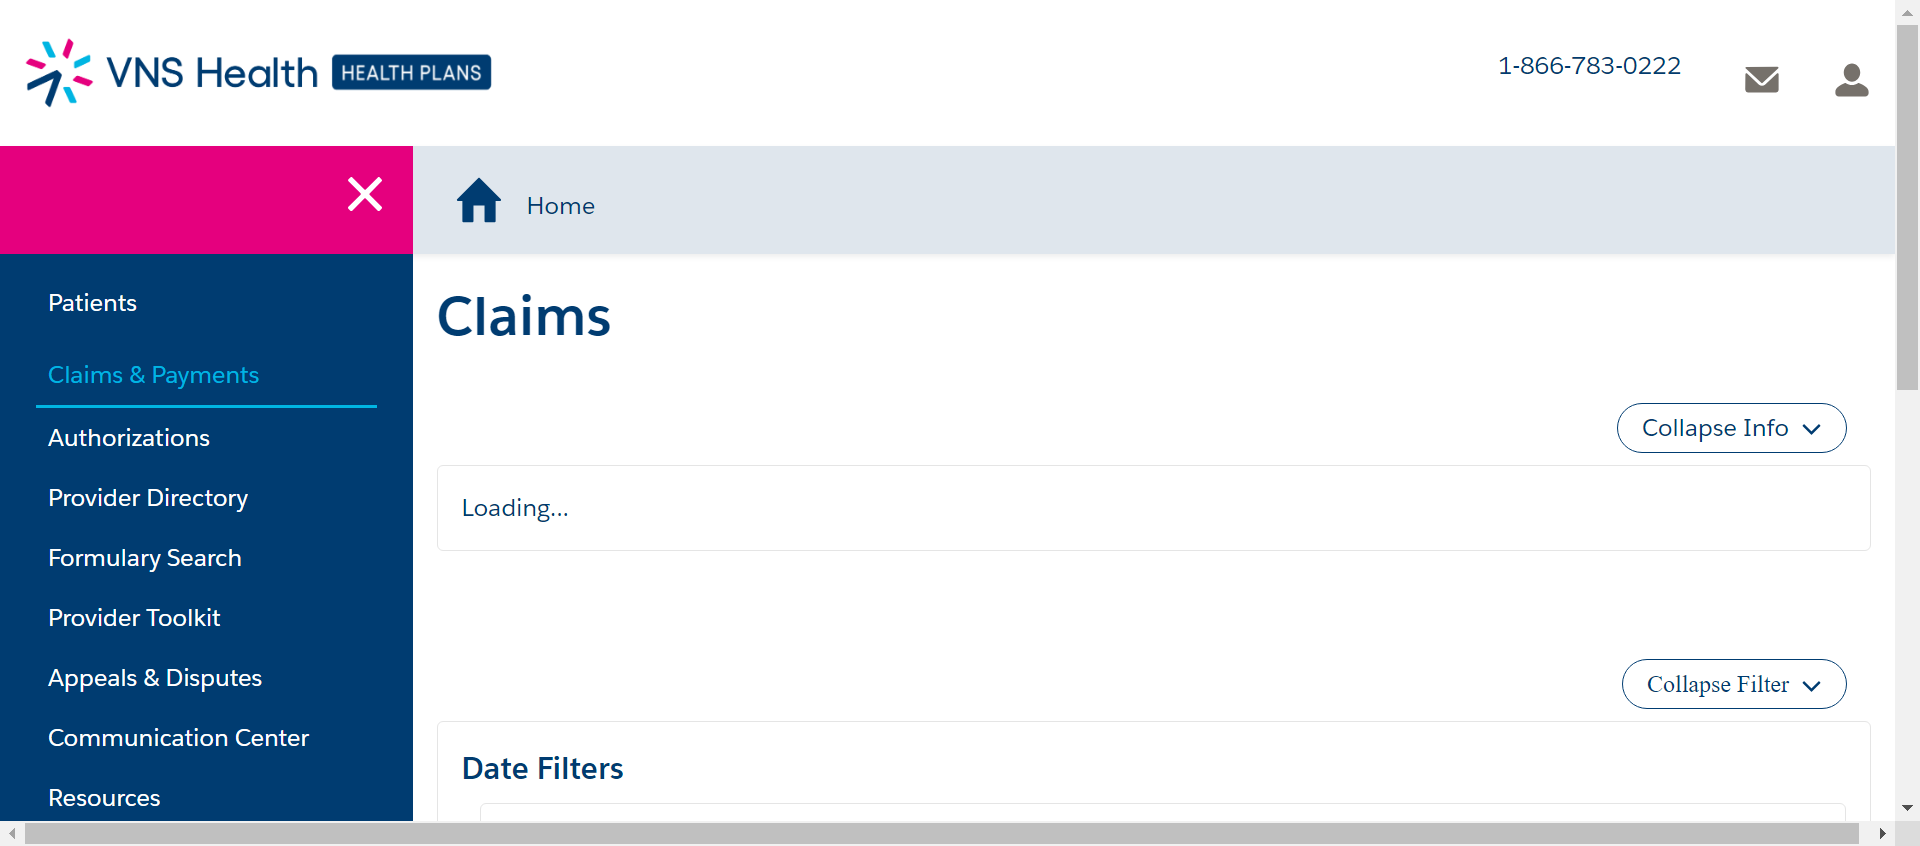 VNS Health HEALTH PLANS
1-866-783-0222
Home
Patients
Claims & Payments
Authorizations
Provider Directory
Formulary Search
Provider Toolkit
Appeals & Disputes
Communication Center
Resources
Claims
Collapse Info
Loading...
Collapse Filter
Date Filters